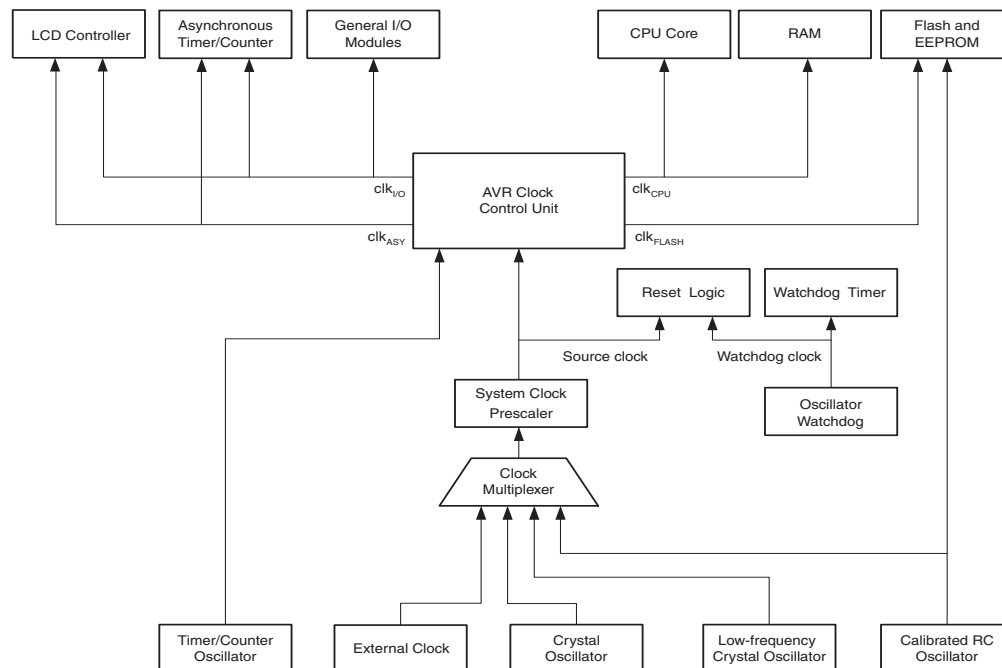 LCD Controller
Asynchronous
Timer/Counter
General I/O
Modules
CPU Core
RAM
Flash and
EEPROM
clkI/O
AVR Clock
Control Unit
clkCPU
clkASY
clkFLASH
Reset Logic
Watchdog Timer
Source clock
Watchdog clock
System Clock
Prescaler
Oscillator
Watchdog
Clock
Multiplexer
Timer/Counter
Oscillator
External Clock
Crystal
Oscillator
Low-frequency
Crystal Oscillator
Calibrated RC
Oscillator